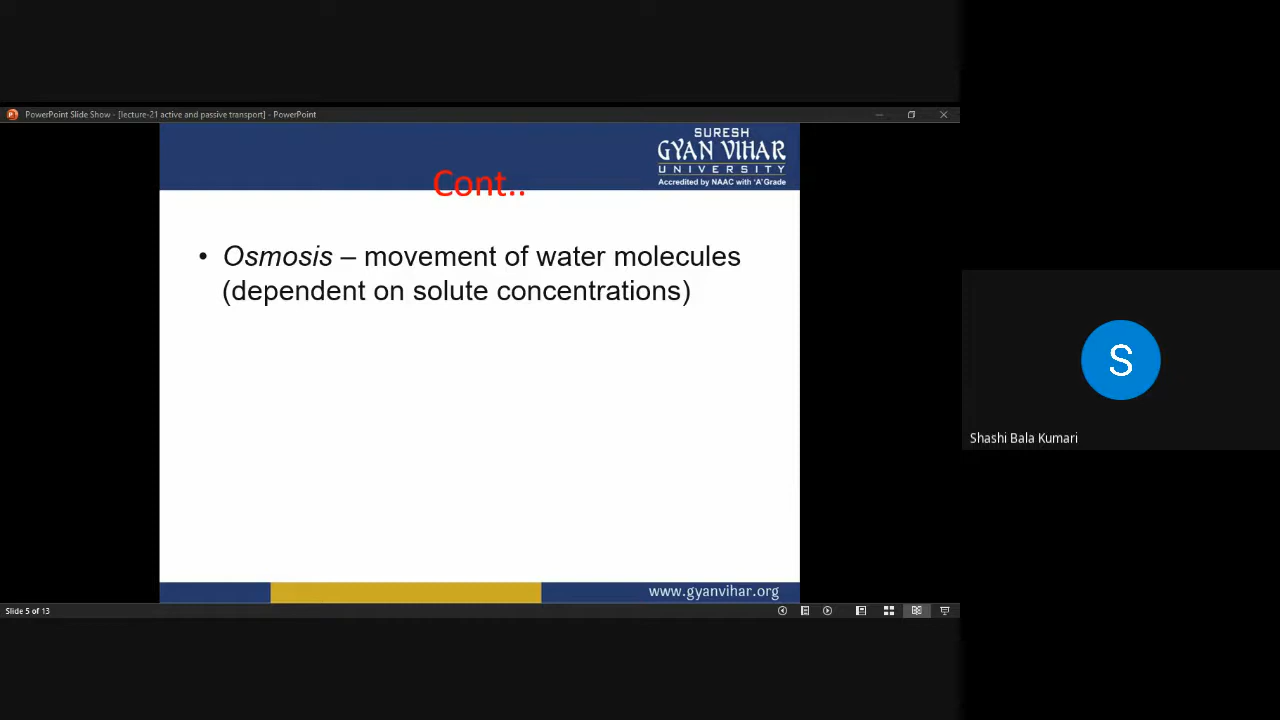 PowerPoint Slide Show - [lecture-21 active and passive transport] - PowerPoint
SURESH
GYAN VIHAR
UNIVERSITY
Accredited by NAAC with 'A' Grade
Cont..
• Osmosis – movement of water molecules
(dependent on solute concentrations)
S
Shashi Bala Kumari
www.gyanvihar.org
Slide 5 of 13